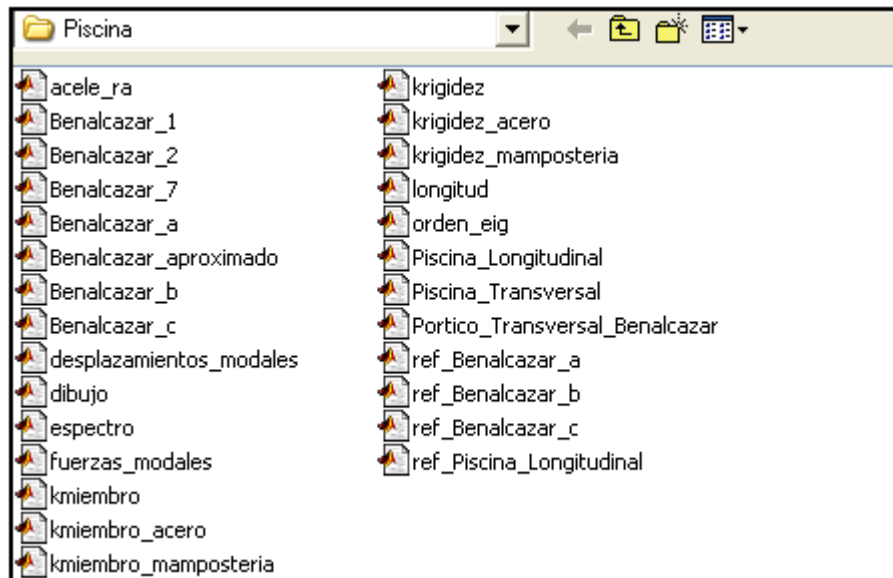 Piscina
acele_ra
Benalcazar_1
Benalcazar_2
Benalcazar_7
Benalcazar_a
Benalcazar_aproximado
Benalcazar_b
Benalcazar_c
desplazamientos_modales
dibujo
espectro
fuerzas_modales
kmiembro
kmiembro_acero
kmiembro_mamposteria
krigidez
krigidez_acero
krigidez_mamposteria
longitud
orden_eig
Piscina_Longitudinal
Piscina_Transversal
Portico_Transversal_Benalcazar
ref_Benalcazar_a
ref_Benalcazar_b
ref_Benalcazar_c
ref_Piscina_Longitudinal